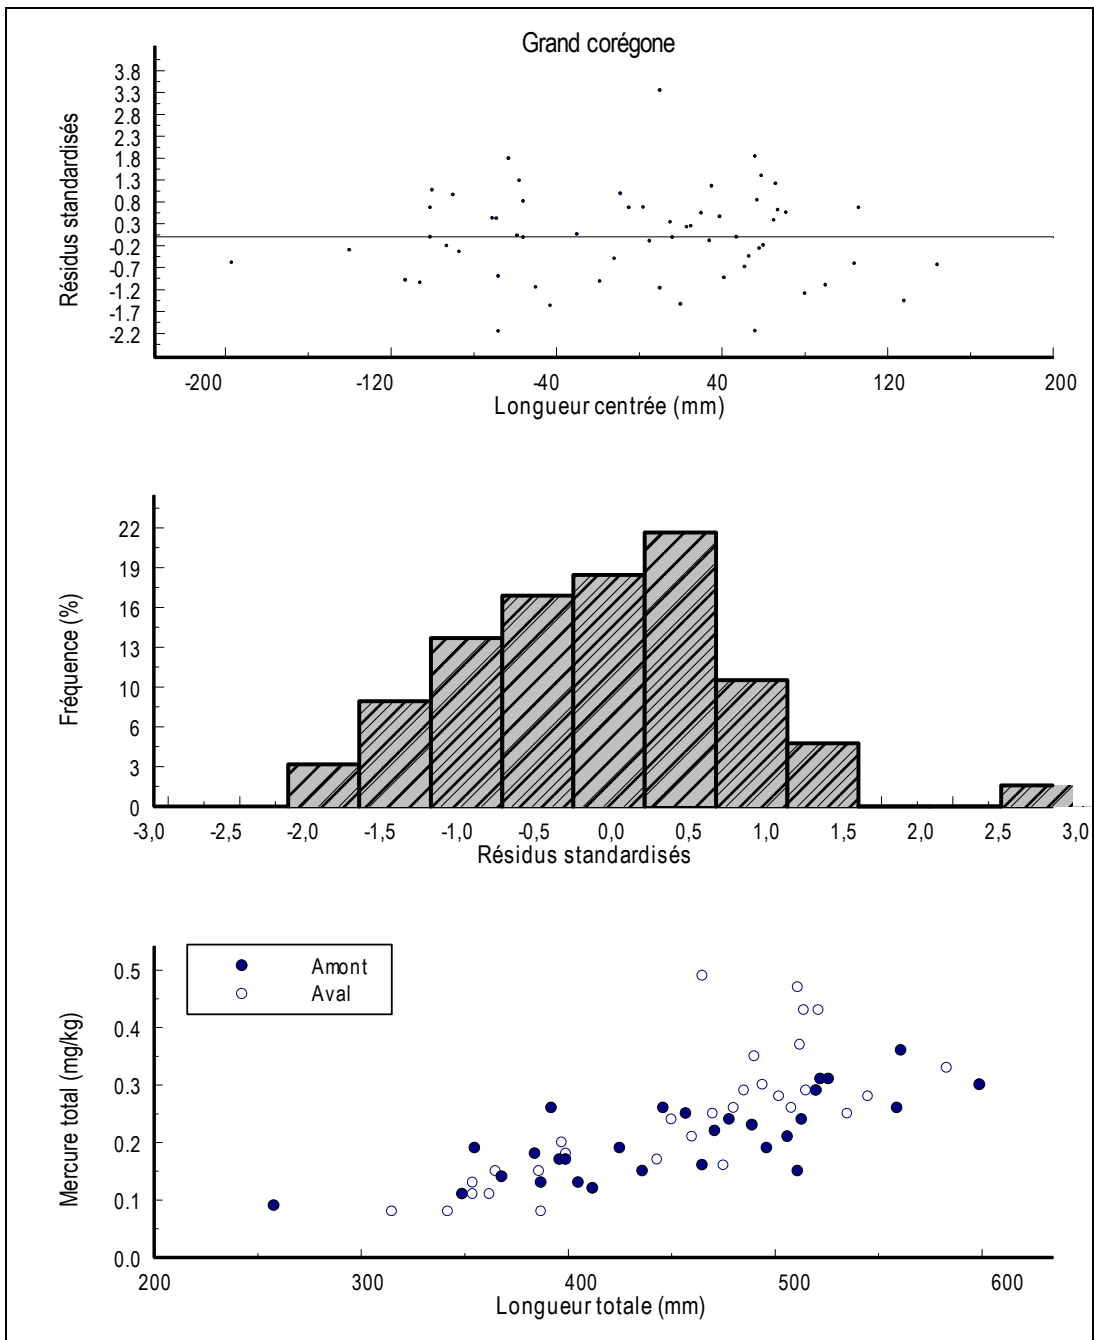 Grand corégone
Résidus standardisés
3.8
3.3
2.8
2.3
1.8
1.3
0.8
0.3
-0.2
-0.7
-1.2
-1.7
-2.2
-200 -120 -40 40 120 200
Longueur centrée (mm)
Fréquence (%)
22
19
16
13
10
6
3
0
-3,0 -2,5 -2,0 -1,5 -1,0 -0,5 0,0 0,5 1,0 1,5 2,0 2,5 3,0
Résidus standardisés
Amont
Aval
Mercure total (mg/kg)
0.5
0.4
0.3
0.2
0.1
0.0
200 300 400 500 600
Longueur totale (mm)